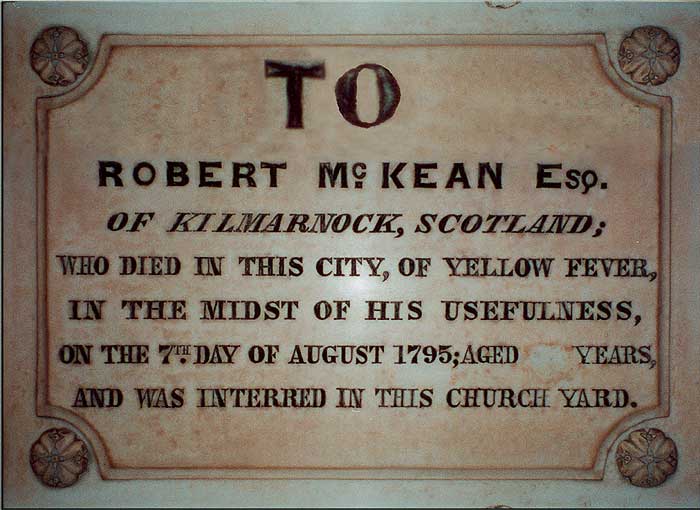 TO
ROBERT Mc. KEAN Esq.
OF KILMARNOCK, SCOTLAND;
WHO DIED IN THIS CITY, OF YELLOW FEVER,
IN THE MIDST OF HIS USEFULNESS,
ON THE 7TH. DAY OF AUGUST 1795; AGED YEARS,
AND WAS INTERRED IN THIS CHURCH YARD.